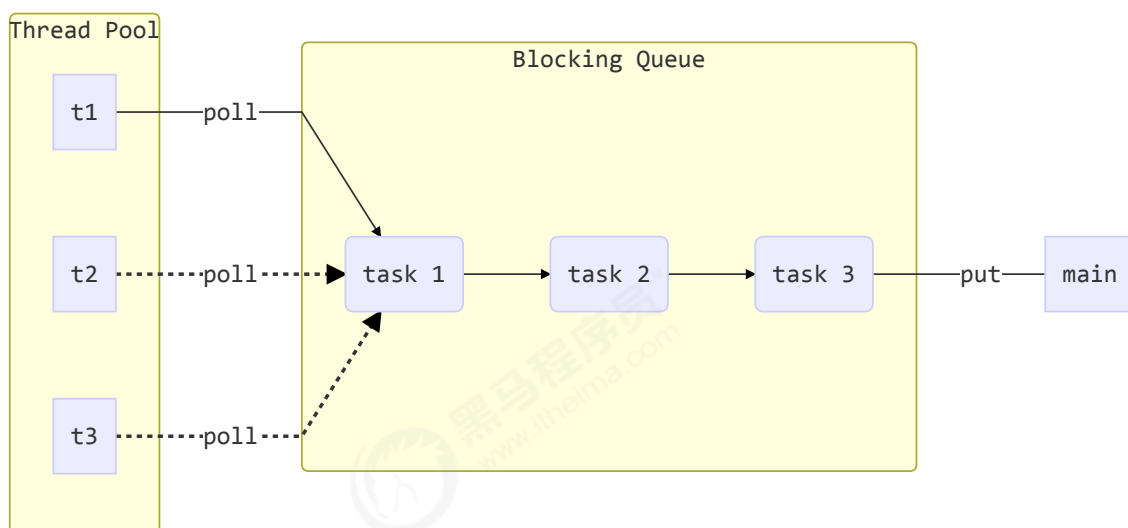 Thread Pool
Blocking Queue
t1
poll
t2
poll
task 1
task 2
task 3
put
main
t3
poll
黑马程序员
www.itheima.com